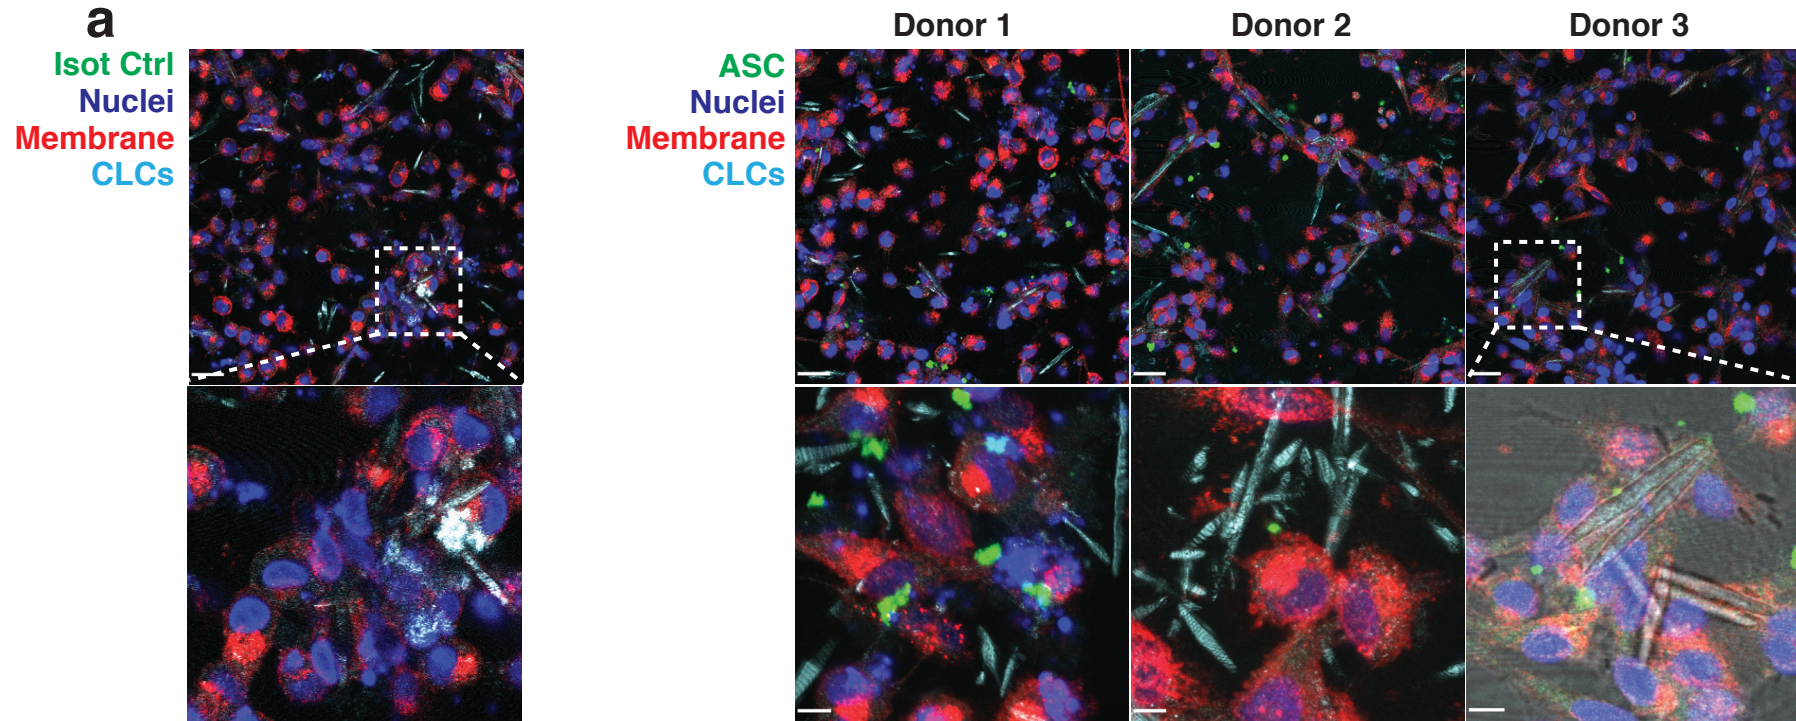 a
Isot Ctrl
Nuclei
Membrane
CLCs
ASC
Nuclei
Membrane
CLCs
Donor 1
Donor 2
Donor 3